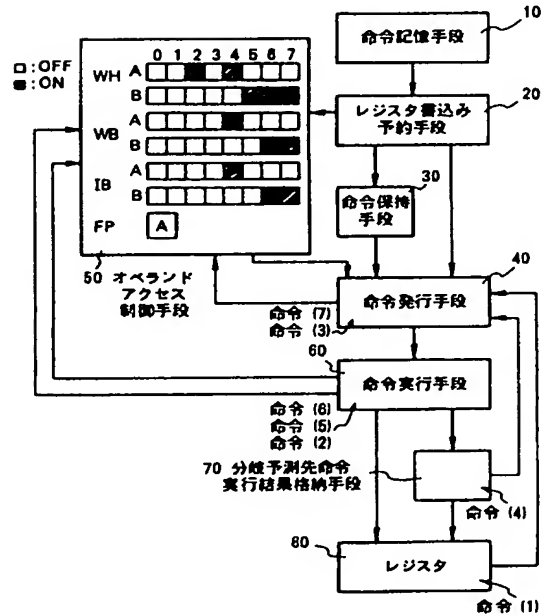 10
命令記憶手段
20
レジスタ書込み
予約手段
30
命令保持
手段
0 1 2 3 4 5 6 7
□:OFF
■:ON
WH A
B
WB A
B
IB A
B
FP A
50 オペランド
アクセス
制御手段
40
命令発行手段
命令 (7)
命令 (3)
60
命令実行手段
命令 (6)
命令 (5)
命令 (2)
70 分岐予測先命令
実行結果格納手段
命令 (4)
80
レジスタ
命令 (1)